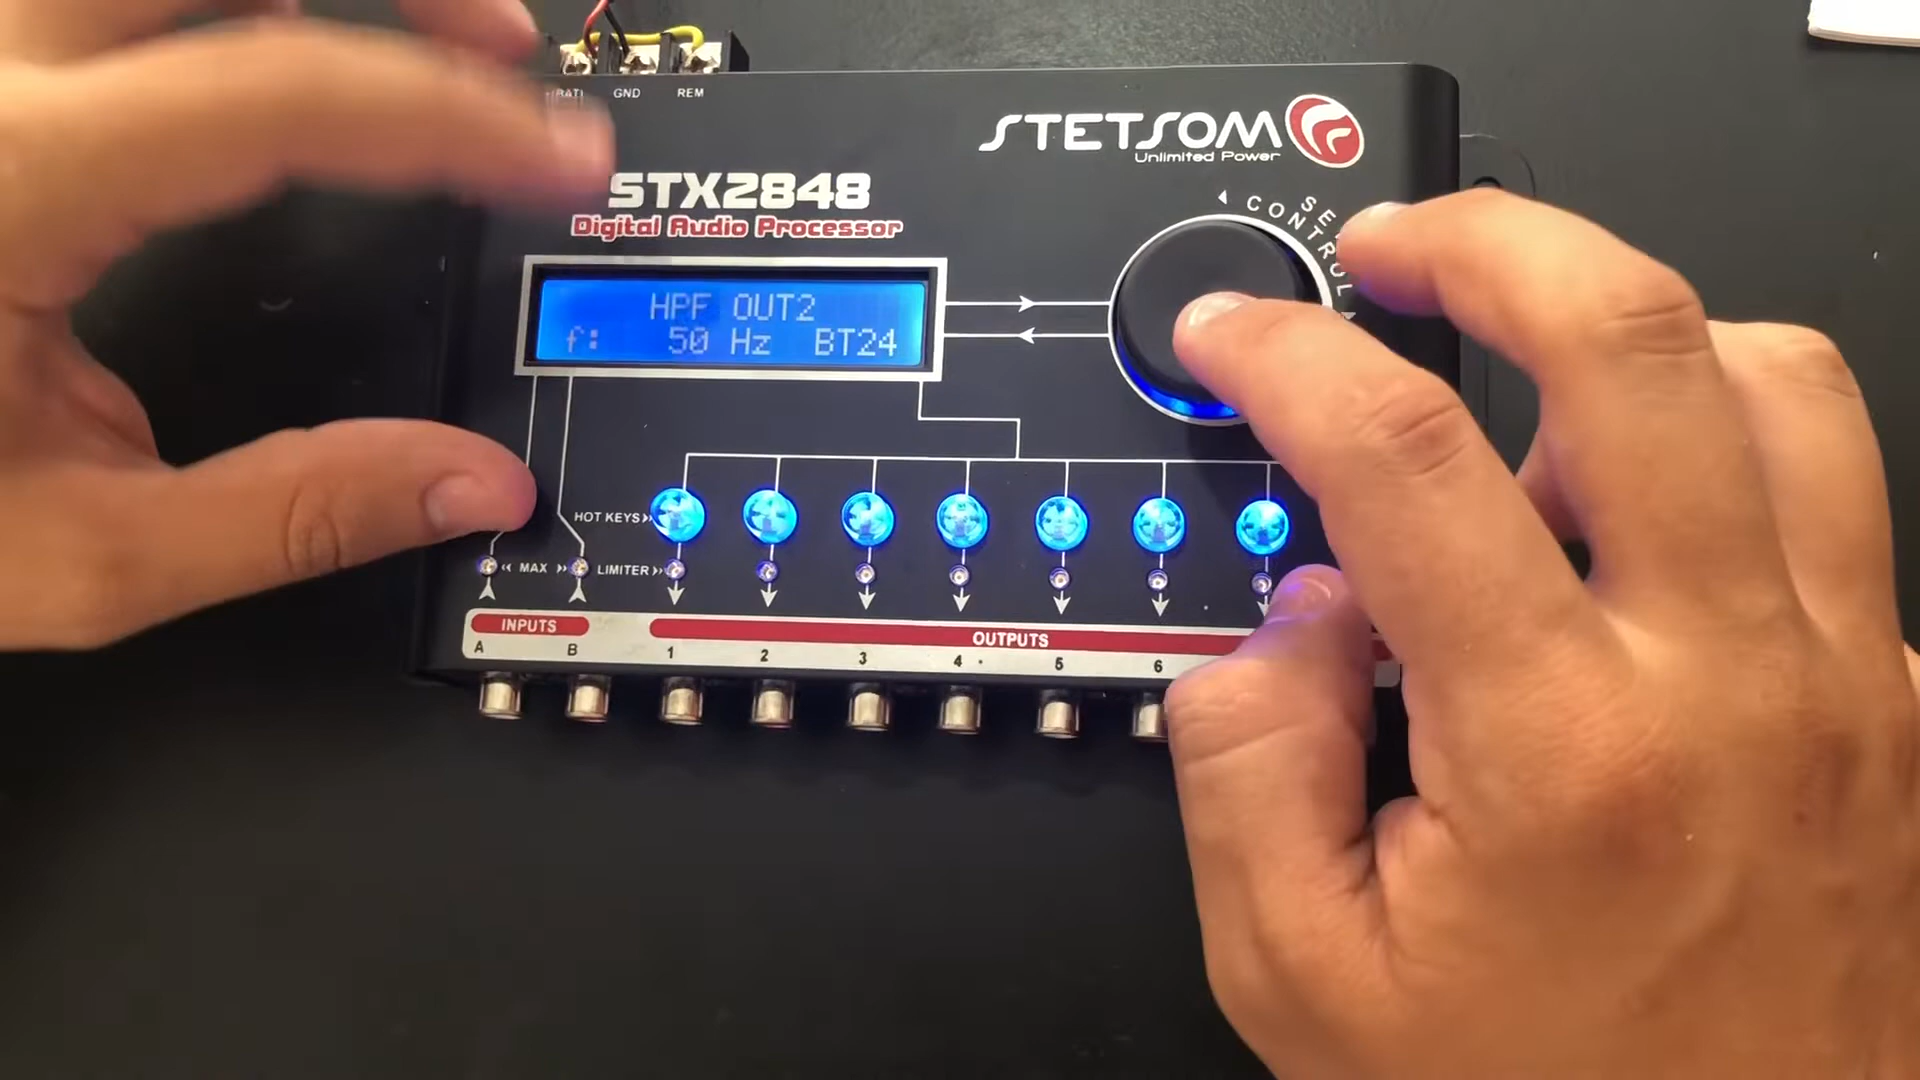 GND REM
STETSOM
Unlimited Power
STX2848
Digital Audio Processor
CONTROL
HPF OUT2
f: 50 Hz BT24
HOT KEYS
MAX LIMITER
INPUTS
OUTPUTS
A B 1 2 3 4 5 6